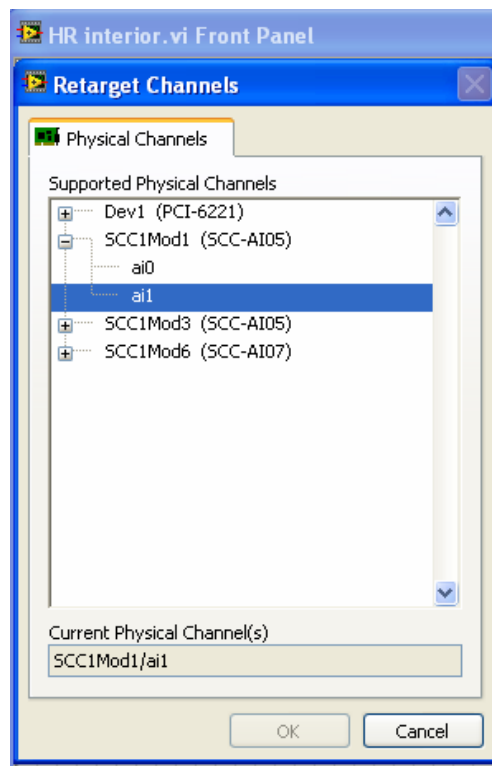 HR interior.vi Front Panel
Retarget Channels
Physical Channels
Supported Physical Channels
Dev1 (PCI-6221)
SCC1Mod1 (SCC-AI05)
ai0
ai1
SCC1Mod3 (SCC-AI05)
SCC1Mod6 (SCC-AI07)
Current Physical Channel(s)
SCC1Mod1/ai1
OK Cancel